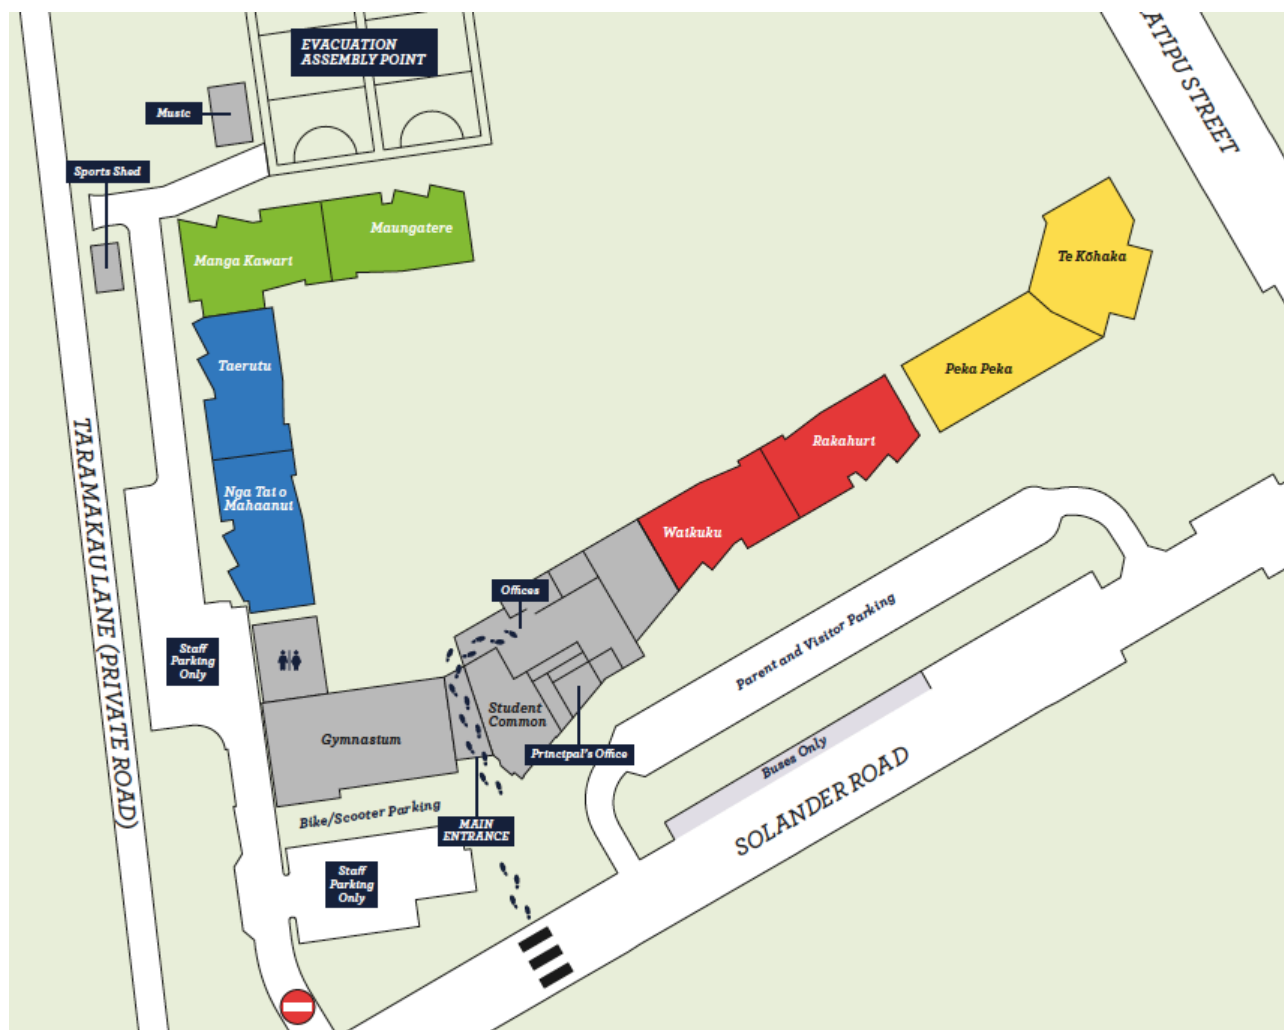 EVACUATION
ASSEMBLY POINT
ATIPU STREET
Music
Sports Shed
Maungatere
Manga Kawari
Te Kōhaka
Taerutu
Peka Peka
Rakahuri
Nga Tai o
Mahaanui
Waikuku
TARAMAKAU LANE (PRIVATE ROAD)
Offices
Staff
Parking
Only
Parent and Visitor Parking
Student
Common
Gymnasium
Principal's Office
Buses Only
SOLANDER ROAD
Bike/Scooter Parking
MAIN
ENTRANCE
Staff
Parking
Only